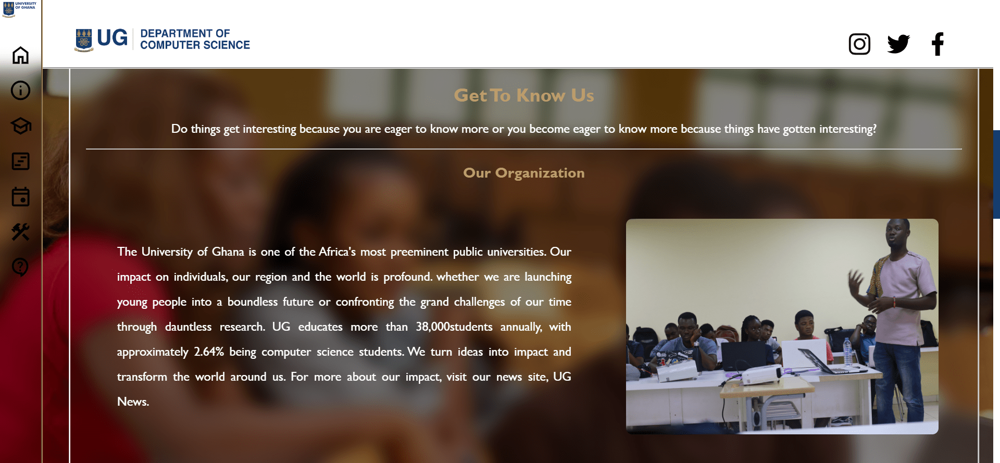 UNIVERSITY
OF GHANA
UG
DEPARTMENT OF
COMPUTER SCIENCE
Get To Know Us
Do things get interesting because you are eager to know more or you become eager to know more because things have gotten interesting?
Our Organization
The University of Ghana is one of the Africa's most preeminent public universities. Our
impact on individuals, our region and the world is profound. whether we are launching
young people into a boundless future or confronting the grand challenges of our time
through dauntless research. UG educates more than 38,000students annually, with
approximately 2.64% being computer science students. We turn ideas into impact and
transform the world around us. For more about our impact, visit our news site, UG
News.